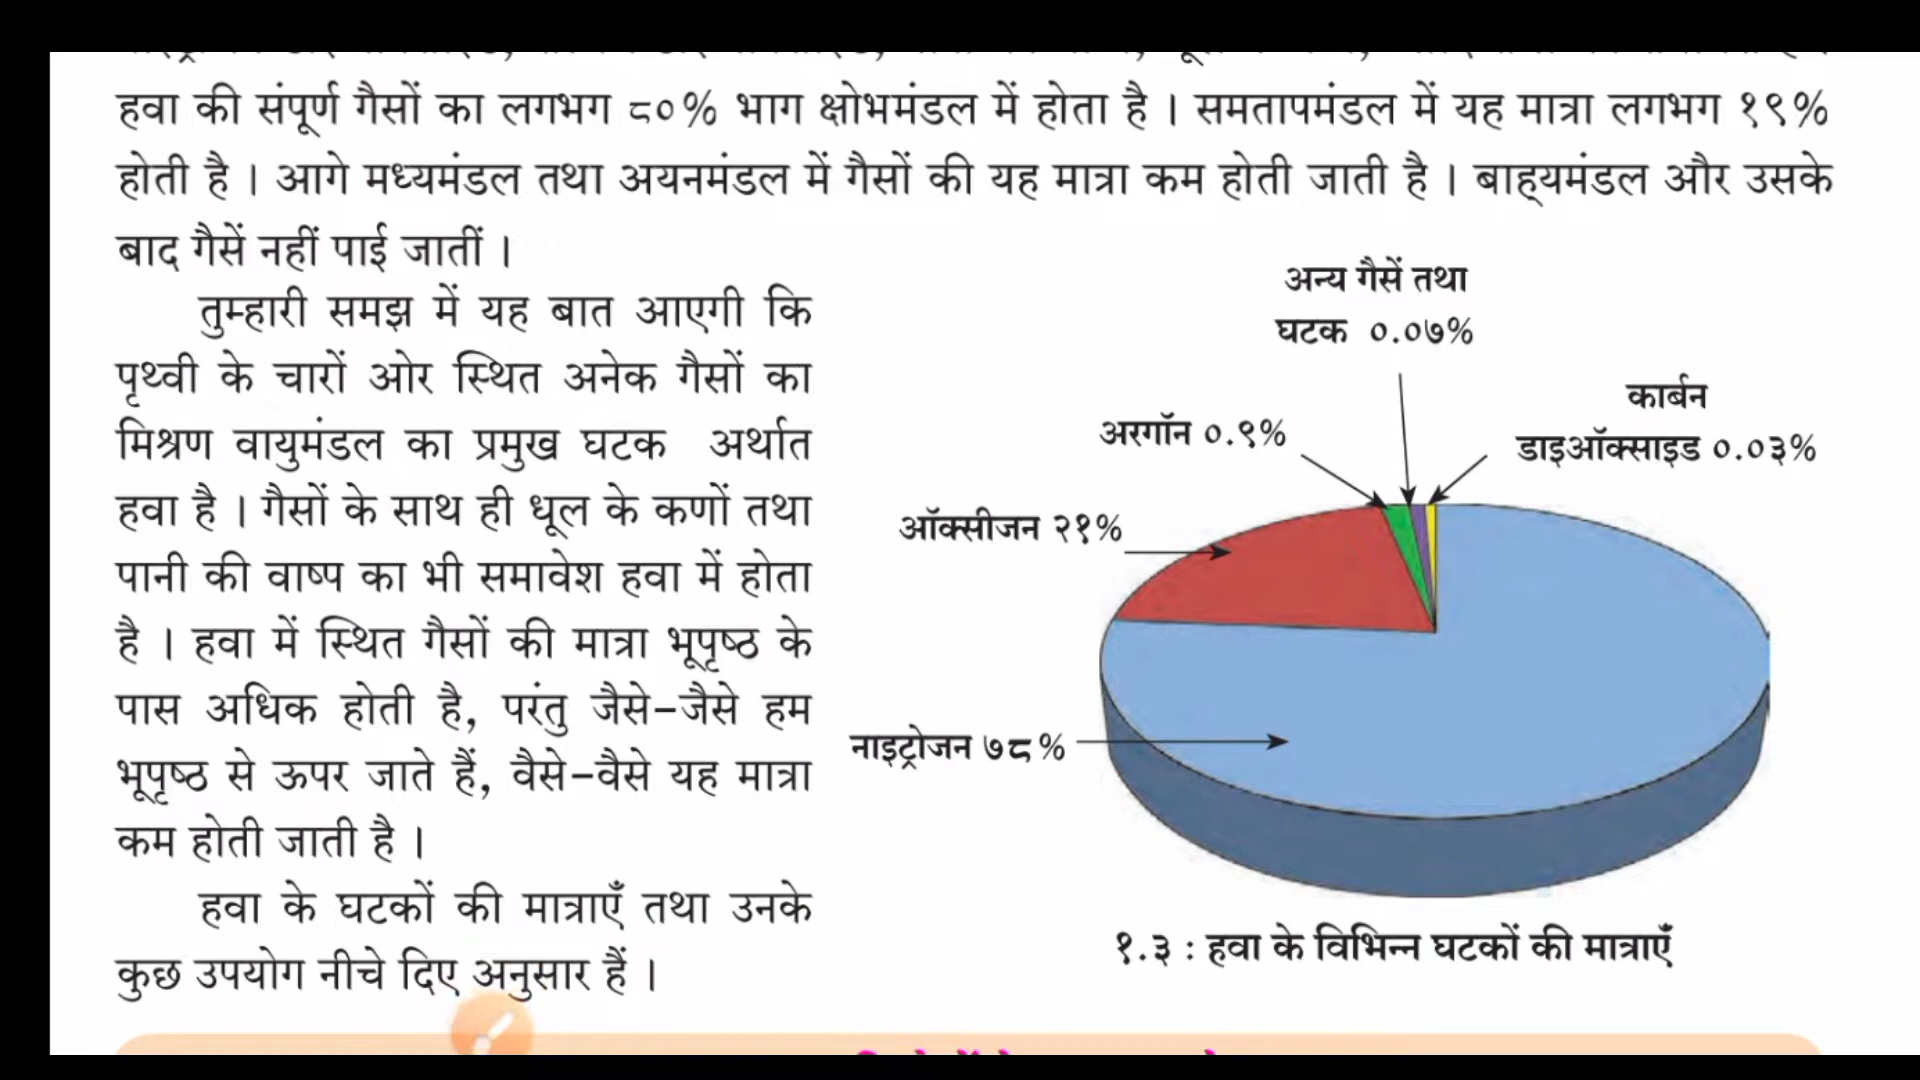 हवा की संपूर्ण गैसों का लगभग ८०% भाग क्षोभमंडल में होता है । समतापमंडल में यह मात्रा लगभग १९%
होती है । आगे मध्यमंडल तथा अयनमंडल में गैसों की यह मात्रा कम होती जाती है । बाह्यमंडल और उसके
बाद गैसें नहीं पाई जातीं ।
तुम्हारी समझ में यह बात आएगी कि
पृथ्वी के चारों ओर स्थित अनेक गैसों का
मिश्रण वायुमंडल का प्रमुख घटक अर्थात
हवा है । गैसों के साथ ही धूल के कणों तथा
पानी की वाष्प का भी समावेश हवा में होता
है । हवा में स्थित गैसों की मात्रा भूपृष्ठ के
पास अधिक होती है, परंतु जैसे-जैसे हम
भूपृष्ठ से ऊपर जाते हैं, वैसे-वैसे यह मात्रा
कम होती जाती है ।
हवा के घटकों की मात्राएँ तथा उनके
कुछ उपयोग नीचे दिए अनुसार हैं ।
अन्य गैसें तथा
घटक ०.०७%
कार्बन
डाइऑक्साइड ०.०३%
अरगॉन ०.९%
ऑक्सीजन २१%
नाइट्रोजन ७८%
१.३ : हवा के विभिन्न घटकों की मात्राएँ